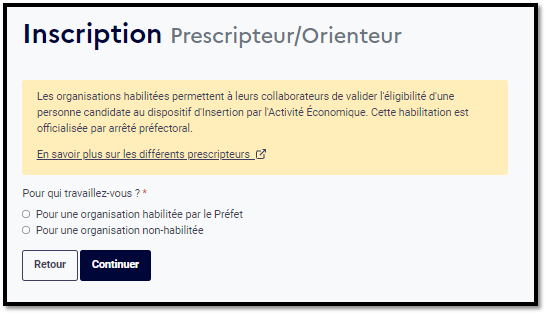 Inscription Prescripteur/Orienteur
Les organisations habilitées permettent à leurs collaborateurs de valider l'éligibilité d'une
personne candidate au dispositif d'Insertion par l'Activité Économique. Cette habilitation est
officialisée par arrêté préfectoral.
En savoir plus sur les différents prescripteurs
Pour qui travaillez-vous ? *
Pour une organisation habilitée par le Préfet
Pour une organisation non-habilitée
Retour Continuer